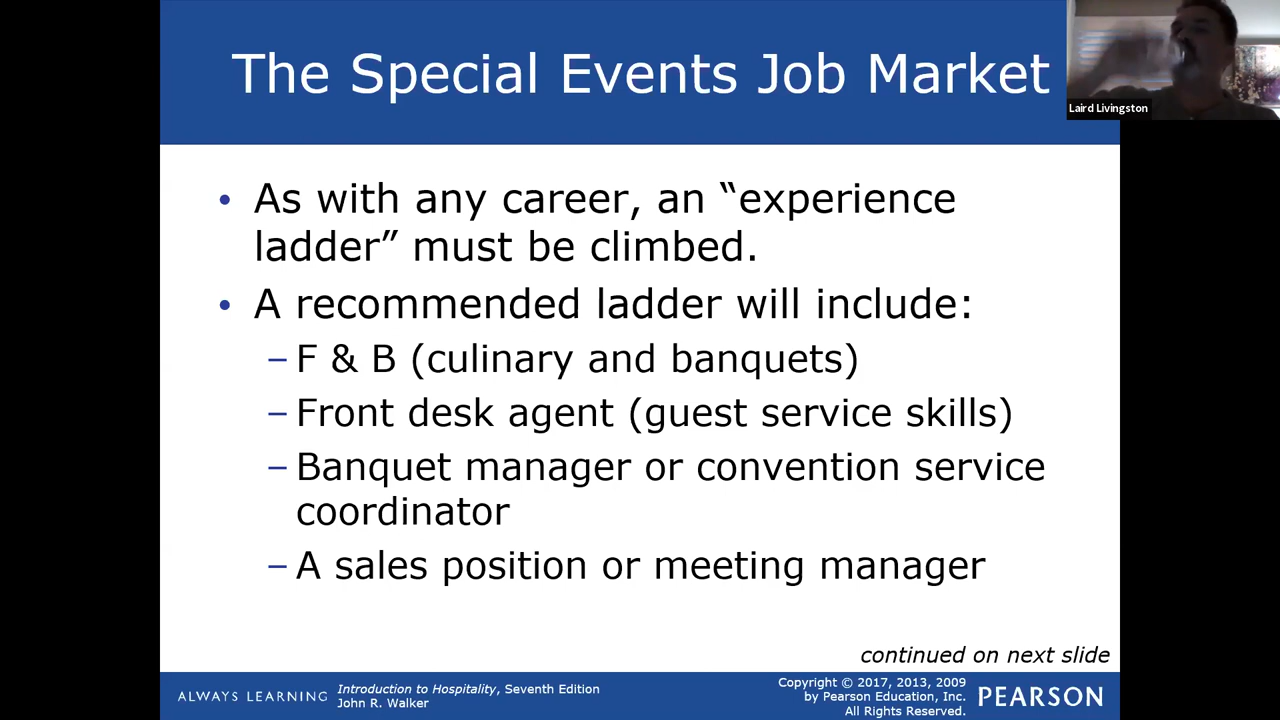 The Special Events Job Market
Laird Livingston
• As with any career, an “experience
ladder” must be climbed.
• A recommended ladder will include:
– F & B (culinary and banquets)
– Front desk agent (guest service skills)
– Banquet manager or convention service
coordinator
– A sales position or meeting manager
continued on next slide
ALWAYS LEARNING
Introduction to Hospitality, Seventh Edition
John R. Walker
Copyright © 2017, 2013, 2009
by Pearson Education, Inc.
All Rights Reserved.
PEARSON